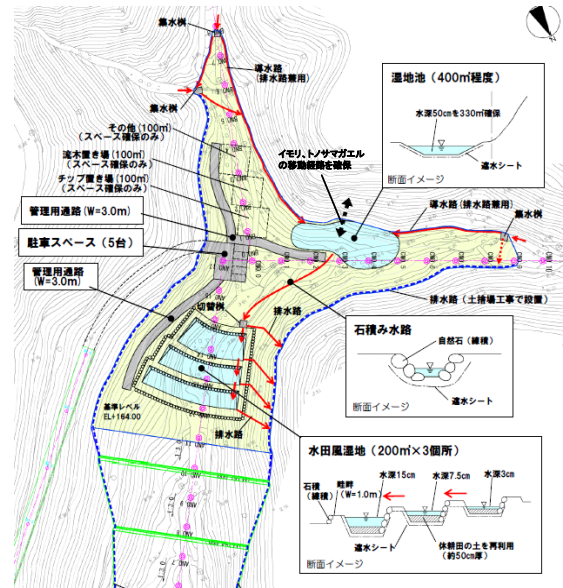 集水桝
導水路
(排水路兼用)
集水桝
その他(100㎡)
(スペース確保のみ)
流木置き場(100㎡)
(スペース確保のみ)
チップ置き場(100㎡)
(スペース確保のみ)
管理用通路(W=3.0m)
駐車スペース(5台)
管理用通路
(W=3.0m)
イモリ、トノサマガエル
の移動経路を確保
湿地池(400㎡程度)
水深50cmを330㎡確保
遮水シート
断面イメージ
導水路(排水路兼用)
集水桝
排水路(土捨場工事で設置)
切替桝
排水路
石積み水路
自然石(練積)
遮水シート
断面イメージ
基準レベル
EL+164.00
排水路
水田風湿地(200㎡×3個所)
水深15cm
水深7.5cm
水深3cm
石積
(練積)
畦畔
(W=1.0m)
遮水シート
休耕田の土を再利用
(約50cm厚)
断面イメージ